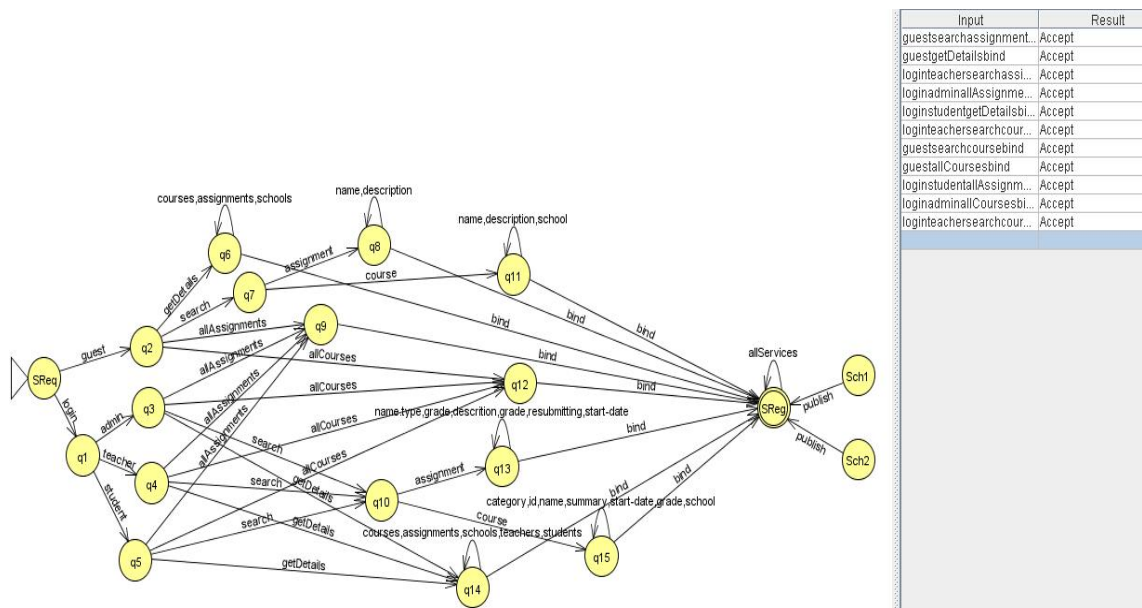 Input Result
guestsearchassignment... Accept
guestgetDetailsbind Accept
loginteachersearchassi... Accept
loginadminallAssignme... Accept
loginstudentgetDetailsbi... Accept
loginteachersearchcour... Accept
guestsearchcoursebind Accept
guestallCoursesbind Accept
loginstudentallAssignm... Accept
loginadminallCoursesbi... Accept
loginteachersearchcour... Accept
courses,assignments,schools
name,description
name,description,school
q6
q8
q11
assignment
course
q7
getDetails
search
bind
bind
bind
guest
q2
allAssignments
q9
bind
allServices
SReq
allCourses
q12
bind
SReg
publish
Sch1
login
admin
q3
allAssignments
allCourses
name,type,grade,descrition,grade,resubmitting,start-date
q1
teacher
q4
allAssignments
allCourses
search
q13
bind
publish
Sch2
student
allAssignments
allCourses
search
getDetails
q10
assignment
category,id,name,summary,start-date,grade,school
bind
bind
q5
search
getDetails
course
courses,assignments,schools,teachers,students
q15
getDetails
q14